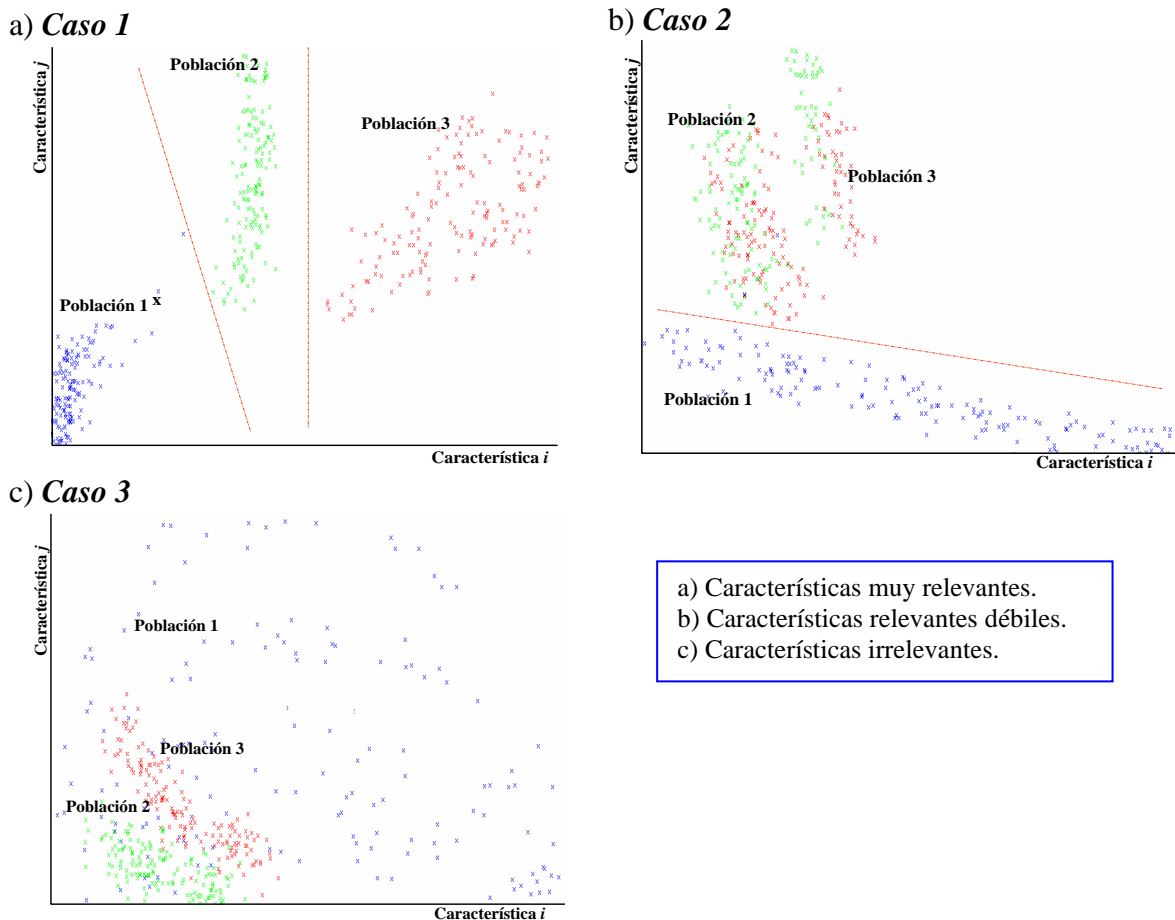 a) Caso 1
Característica j
Población 2
Población 3
Población 1 x
Característica i
b) Caso 2
Característica j
Población 2
Población 3
Población 1
Característica i
c) Caso 3
Característica j
Población 1
Población 3
Población 2
Característica i
a) Características muy relevantes.
b) Características relevantes débiles.
c) Características irrelevantes.